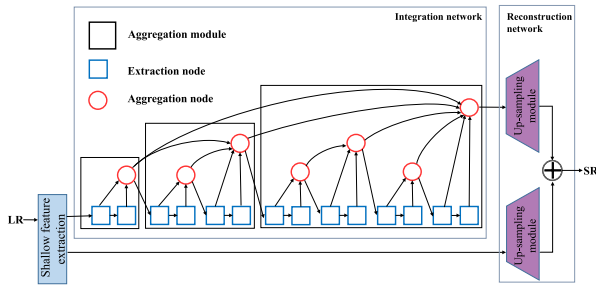 Integration network
Reconstruction
network
Aggregation module
Extraction node
Aggregation node
Up-sampling
module
LR
Shallow feature
extraction
SR
Up-sampling
module